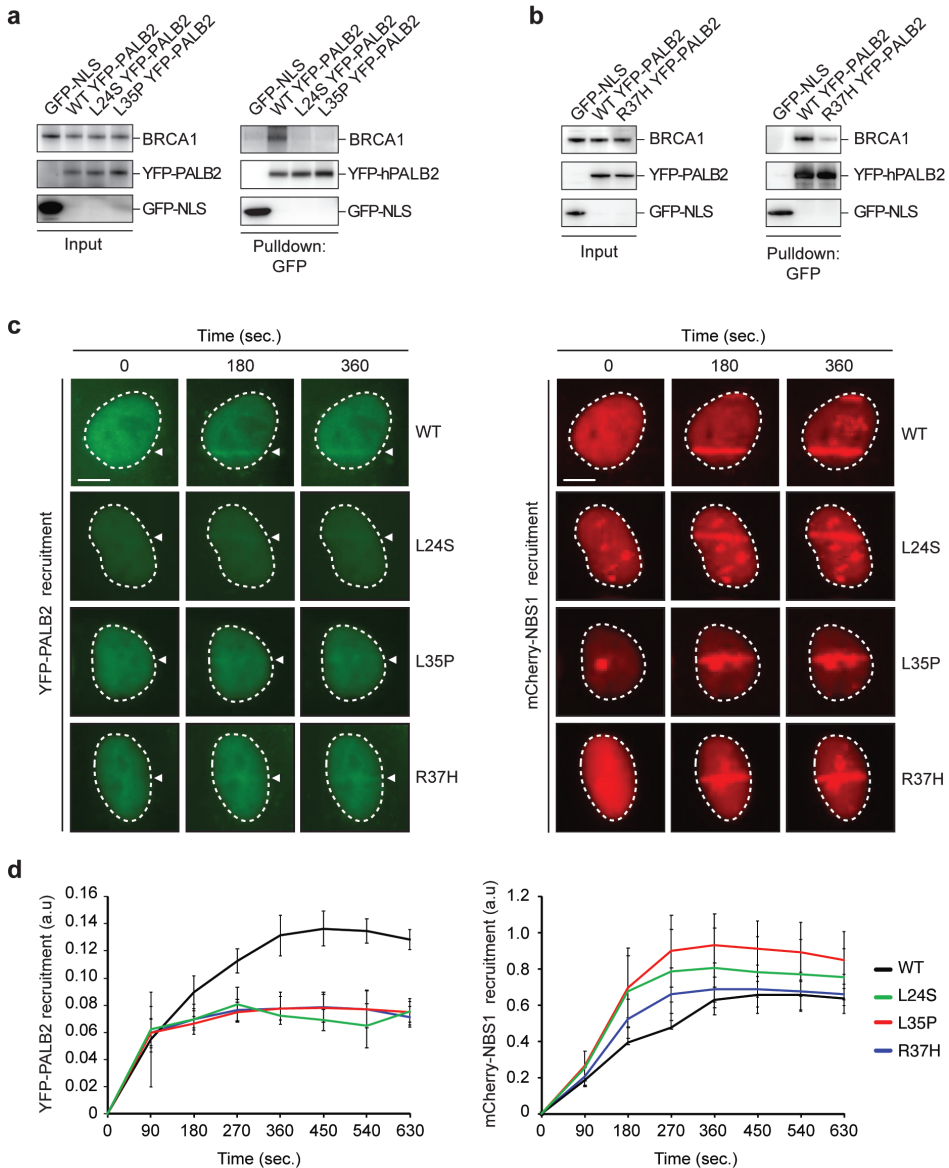 a
GFP-NLS
WT YFP-PALB2
L24S YFP-PALB2
L35P YFP-PALB2
BRCA1
YFP-PALB2
GFP-NLS
Input
GFP-NLS
WT YFP-PALB2
L24S YFP-PALB2
L35P YFP-PALB2
BRCA1
YFP-hPALB2
GFP-NLS
Pulldown:
GFP
b
GFP-NLS
WT YFP-PALB2
R37H YFP-PALB2
BRCA1
YFP-PALB2
GFP-NLS
Input
GFP-NLS
WT YFP-PALB2
R37H YFP-PALB2
BRCA1
YFP-hPALB2
GFP-NLS
Pulldown:
GFP
c
Time (sec.)
0 180 360
YFP-PALB2 recruitment
WT
L24S
L35P
R37H
Time (sec.)
0 180 360
mCherry-NBS1 recruitment
WT
L24S
L35P
R37H
d
YFP-PALB2 recruitment (a.u)
0.16
0.14
0.12
0.10
0.08
0.06
0.04
0.02
0
0 90 180 270 360 450 540 630
Time (sec.)
mCherry-NBS1 recruitment (a.u)
1.2
1.0
0.8
0.6
0.4
0.2
0
0 90 180 270 360 450 540 630
Time (sec.)
WT
L24S
L35P
R37H